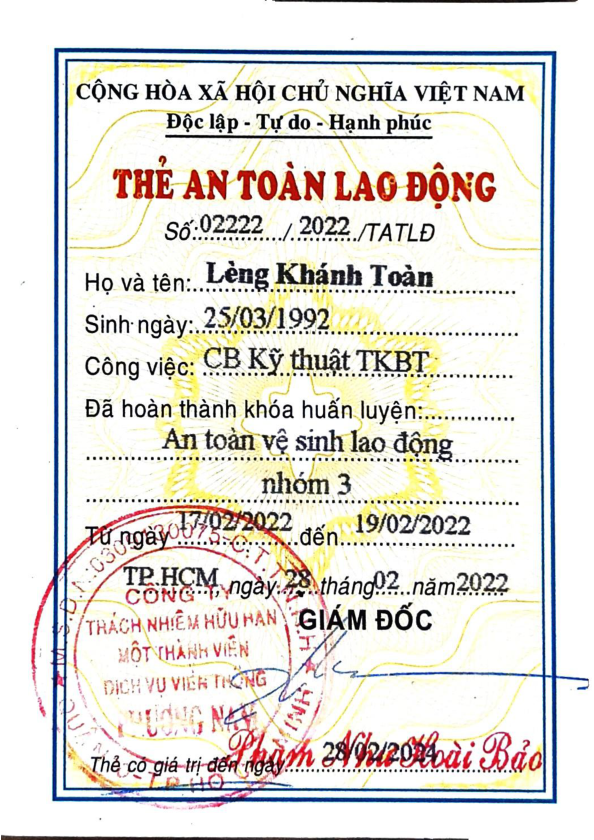 CỘNG HÒA XÃ HỘI CHỦ NGHĨA VIỆT NAM
Độc lập - Tự do - Hạnh phúc
THẺ AN TOÀN LAO ĐỘNG
Số:02222 / 2022 /TATLĐ
Họ và tên: Lèng Khánh Toàn
Sinh ngày: 25/03/1992
Công việc: CB Kỹ thuật TKBT
Đã hoàn thành khóa huấn luyện:
An toàn vệ sinh lao động
nhóm 3
Từ ngày 17/02/2022 đến 19/02/2022
TP.HCM, ngày 28 tháng 02 năm 2022
GIÁM ĐỐC
CÔNG TY
TRÁCH NHIỆM HỮU HẠN
MỘT THÀNH VIÊN
DỊCH VỤ VIỄN THÔNG
PHƯƠNG NAM
Phạm Như Hoài Bảo
Thẻ có giá trị đến ngày 28/02/2024